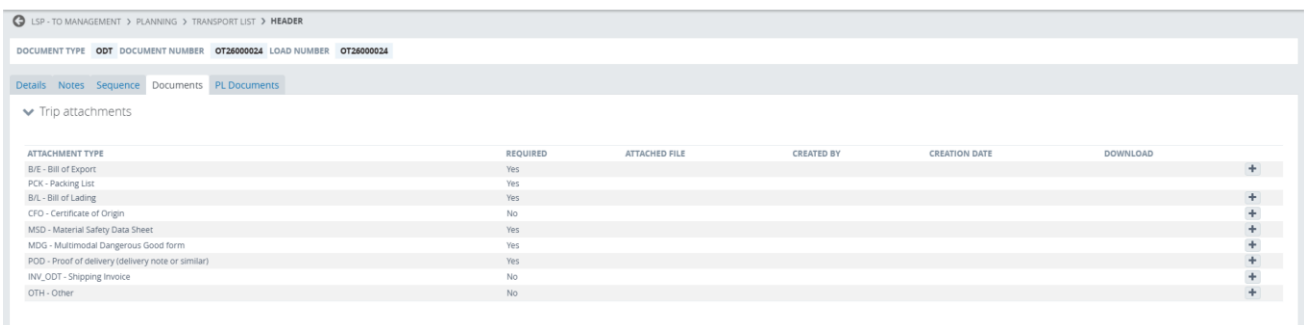 LSP - TO MANAGEMENT > PLANNING > TRANSPORT LIST > HEADER
DOCUMENT TYPE ODT DOCUMENT NUMBER OT26000024 LOAD NUMBER OT26000024
Details Notes Sequence Documents PL Documents
Trip attachments
ATTACHMENT TYPE REQUIRED ATTACHED FILE CREATED BY CREATION DATE DOWNLOAD
B/E - Bill of Export Yes +
PCK - Packing List Yes
B/L - Bill of Lading Yes +
CFO - Certificate of Origin No +
MSD - Material Safety Data Sheet Yes +
MDG - Multimodal Dangerous Good form Yes +
POD - Proof of delivery (delivery note or similar) Yes +
INV_ODT - Shipping Invoice No +
OTH - Other No +